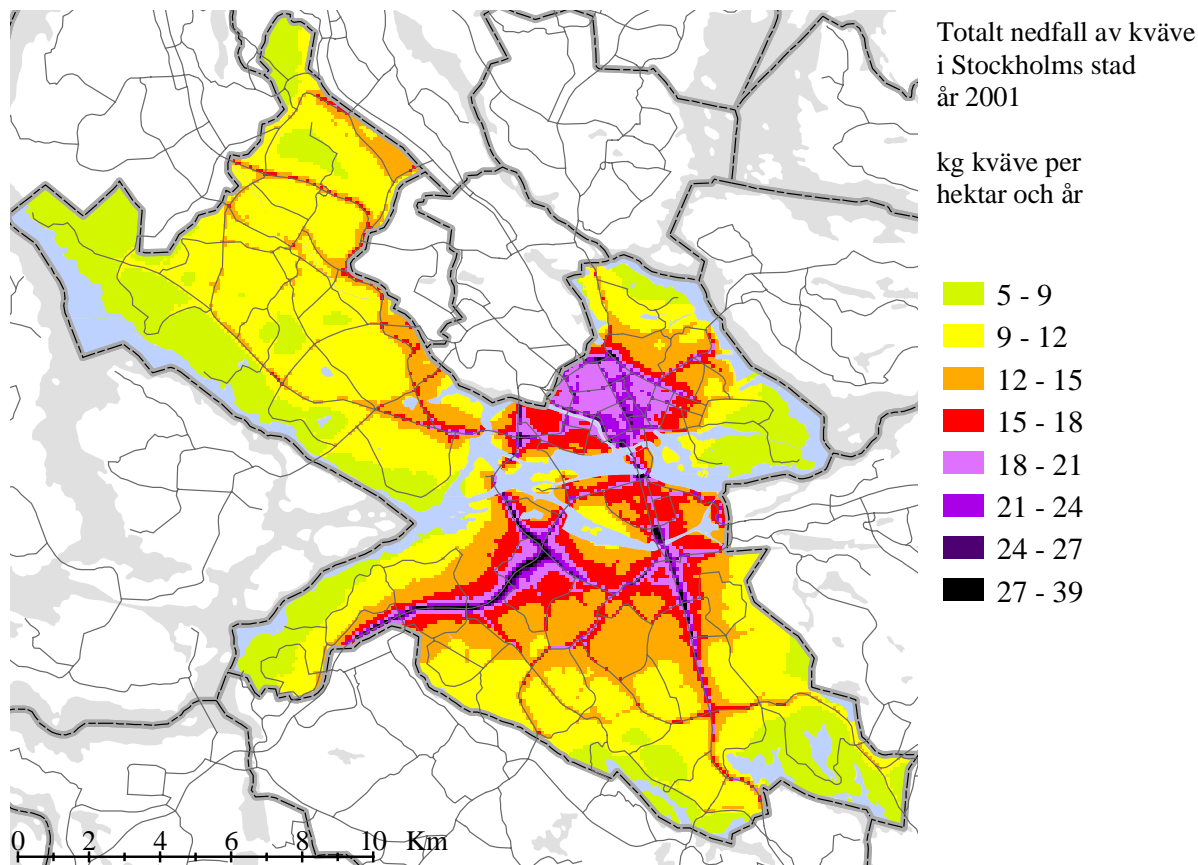 Totalt nedfall av kväve
i Stockholms stad
år 2001
kg kväve per
hektar och år
5 - 9
9 - 12
12 - 15
15 - 18
18 - 21
21 - 24
24 - 27
27 - 39
0 2 4 6 8 10 Km